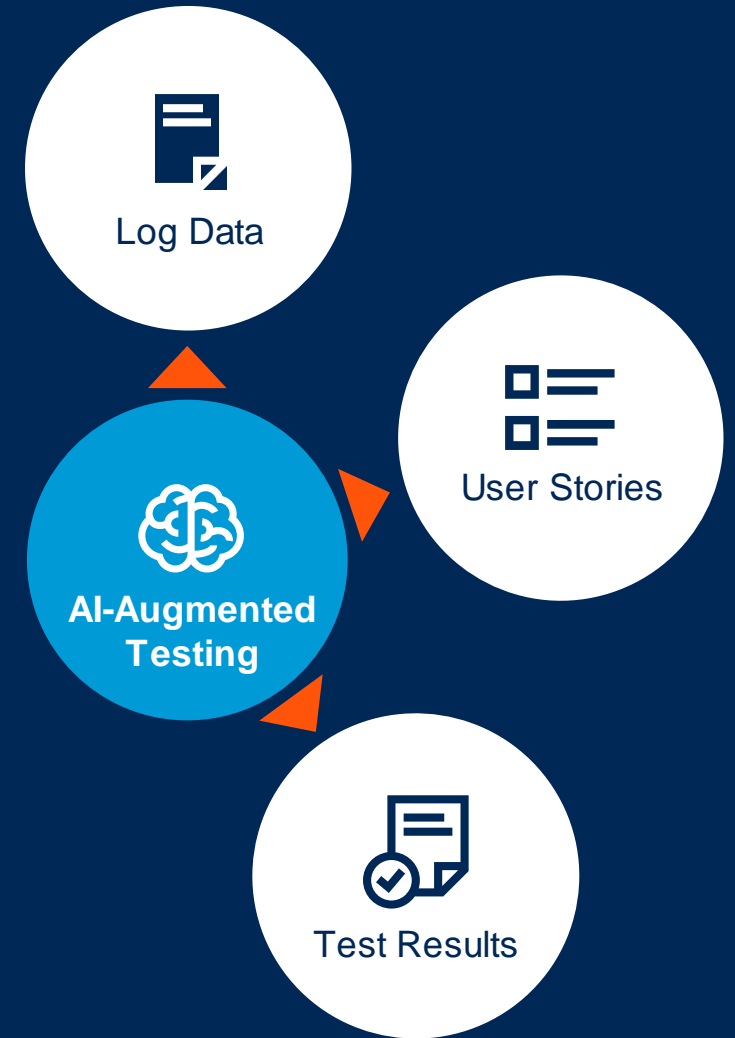 Log Data
User Stories
AI-Augmented
Testing
Test Results